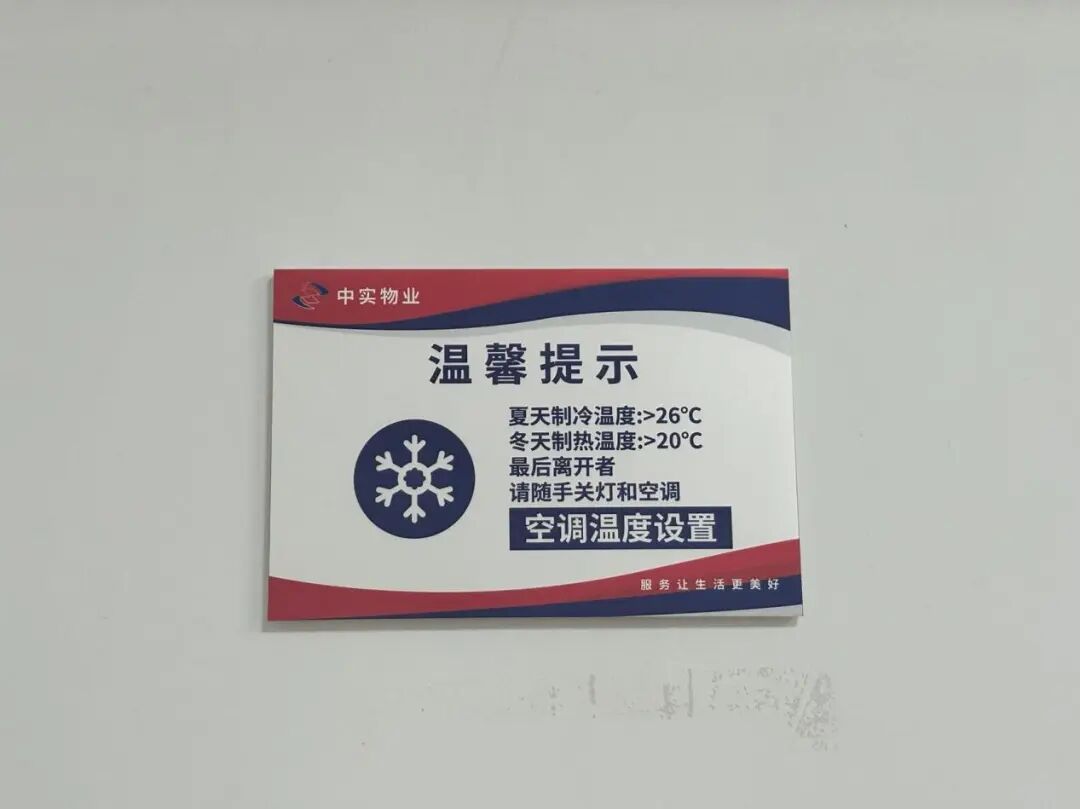 中实物业
温馨提示
夏天制冷温度:>26℃
冬天制热温度:>20℃
最后离开者
请随手关灯和空调
空调温度设置
服务让生活更美好